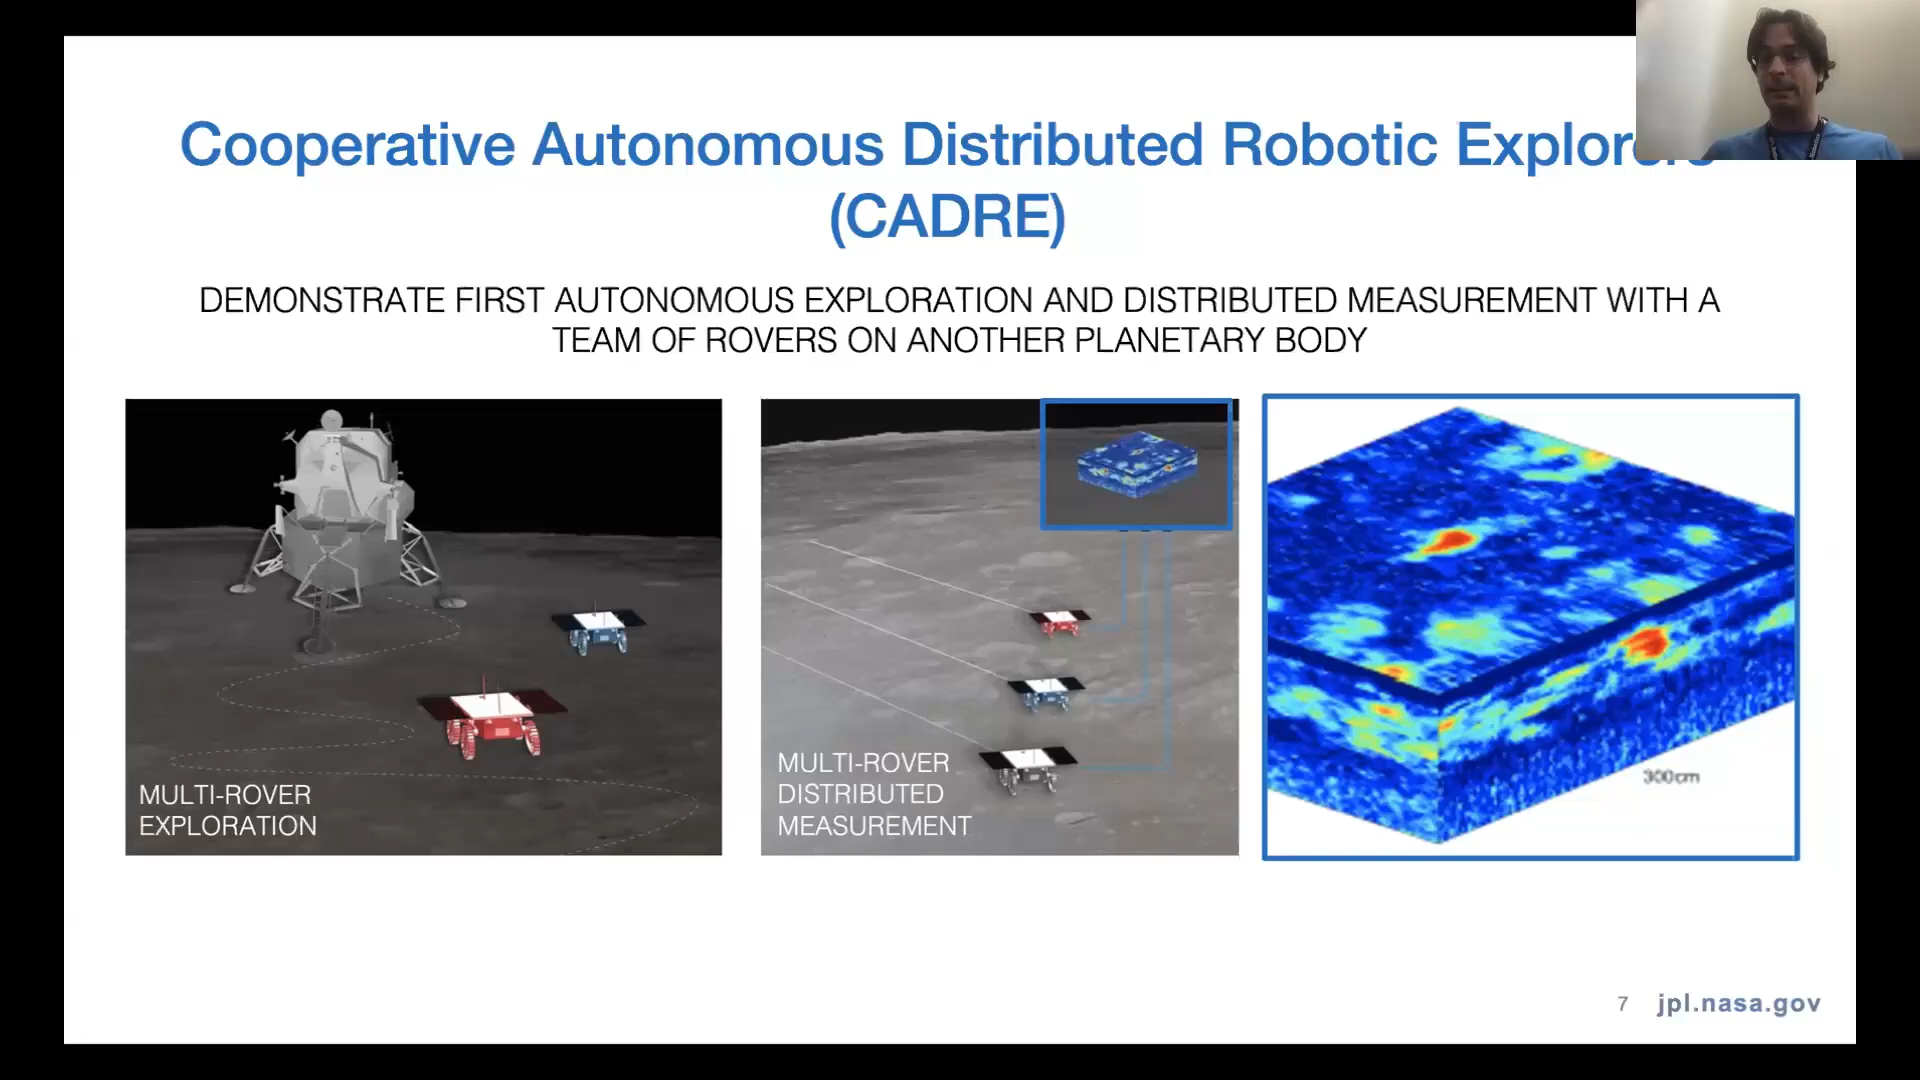 Cooperative Autonomous Distributed Robotic Explorers
(CADRE)
DEMONSTRATE FIRST AUTONOMOUS EXPLORATION AND DISTRIBUTED MEASUREMENT WITH A
TEAM OF ROVERS ON ANOTHER PLANETARY BODY
MULTI-ROVER
EXPLORATION
MULTI-ROVER
DISTRIBUTED
MEASUREMENT
300cm
7 jpl.nasa.gov